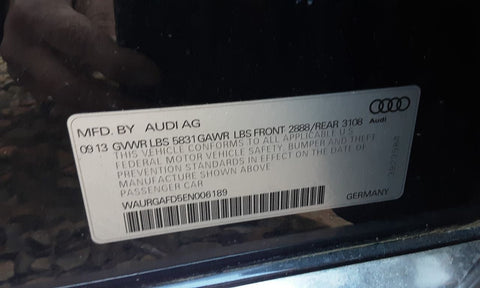 MFD. BY AUDI AG
09 13 GVWR LBS 5831 GAWR LBS FRONT 2888/REAR 3108
THIS VEHICLE CONFORMS TO ALL APPLICABLE U.S.
FEDERAL MOTOR VEHICLE SAFETY, BUMPER AND THEFT
PREVENTION STANDARDS IN EFFECT ON THE DATE OF
MANUFACTURE SHOWN ABOVE
PASSENGER CAR
WAURGAFD5EN006189
GERMANY
Audi